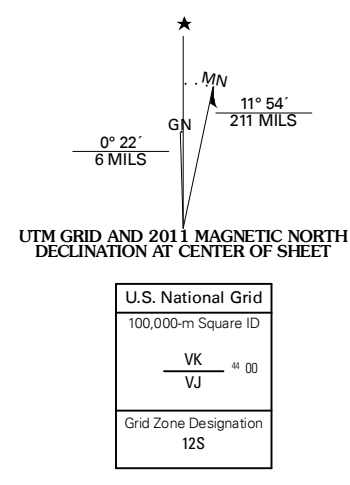 ★
MN
11° 54´
211 MILS
GN
0° 22´
6 MILS
UTM GRID AND 2011 MAGNETIC NORTH
DECLINATION AT CENTER OF SHEET
U.S. National Grid
100,000-m Square ID
VK
44 00
VJ
Grid Zone Designation
12S